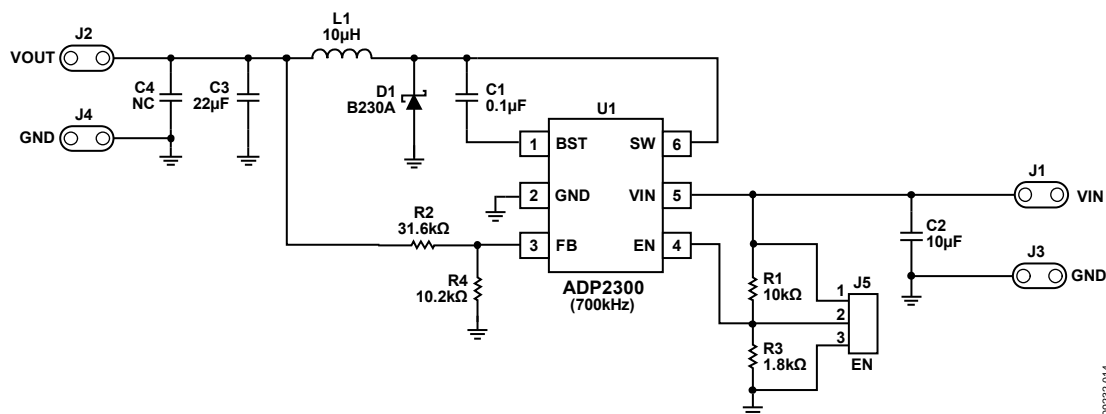 J2
VOUT
J4
GND
C4
NC
C3
22µF
L1
10µH
D1
B230A
C1
0.1µF
U1
1 BST
SW 6
2 GND
VIN 5
3 FB
EN 4
ADP2300
(700kHz)
R2
31.6kΩ
R4
10.2kΩ
R1
10kΩ
R3
1.8kΩ
J5
1
2
3
EN
C2
10µF
J1
VIN
J3
GND
09232-014